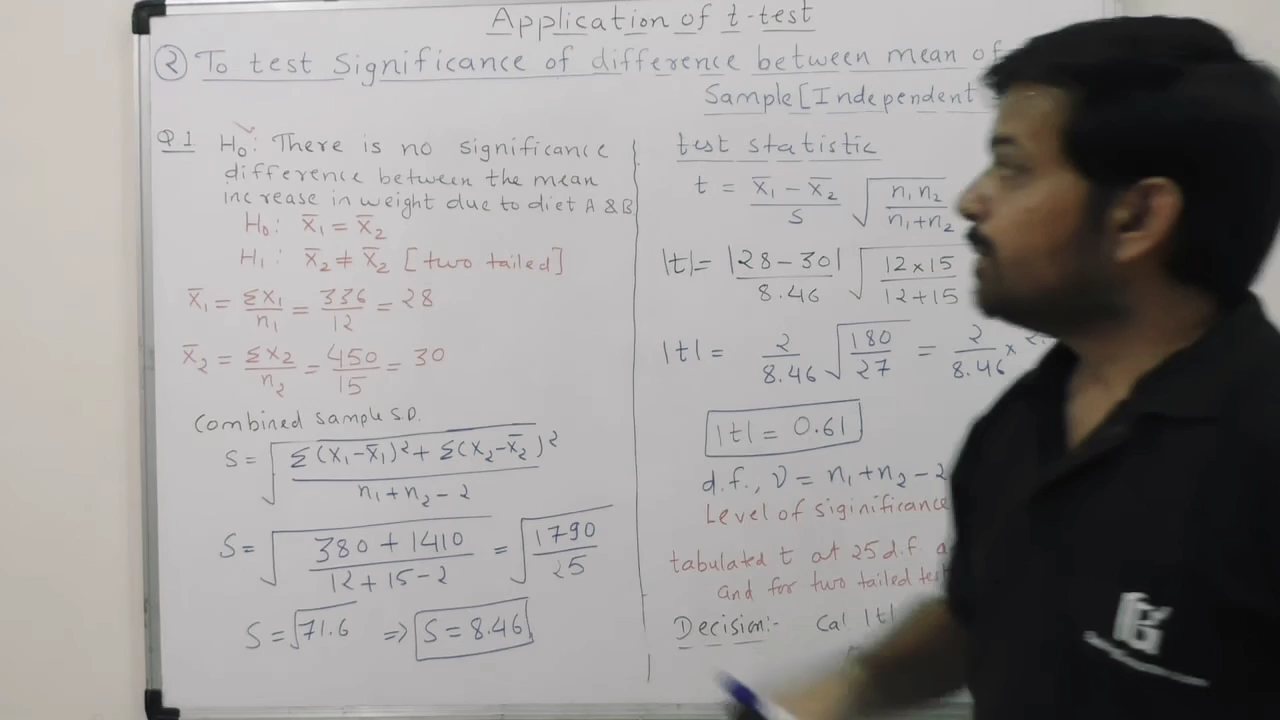 Application of t-test
② To test Significance of difference between mean of
Sample [Independent
Q1 H₀: There is no significance
difference between the mean
increase in weight due to diet A & B
H₀: x̄₁ = x̄₂
H₁: x̄₂ ≠ x̄₂ [two tailed]
x̄₁ = Σx₁/n₁ = 336/12 = 28
x̄₂ = Σx₂/n₂ = 450/15 = 30
Combined sample S.D.
S = √(Σ(x₁-x̄₁)² + Σ(x₂-x̄₂)²/n₁+n₂-2)
S = √(380+1410/12+15-2) = √(1790/25)
S = √71.6 ⇒ S = 8.46
test statistic
t = x̄₁ - x̄₂/S √(n₁n₂/n₁+n₂)
|t| = |28-30|/8.46 √(12×15/12+15)
|t| = 2/8.46 √(180/27) = 2/8.46 ×
|t| = 0.61
d.f., ν = n₁+n₂-2
Level of siginificance
tabulated t at 25 d.f.
and for two tailed test
Decision:- Cal |t|